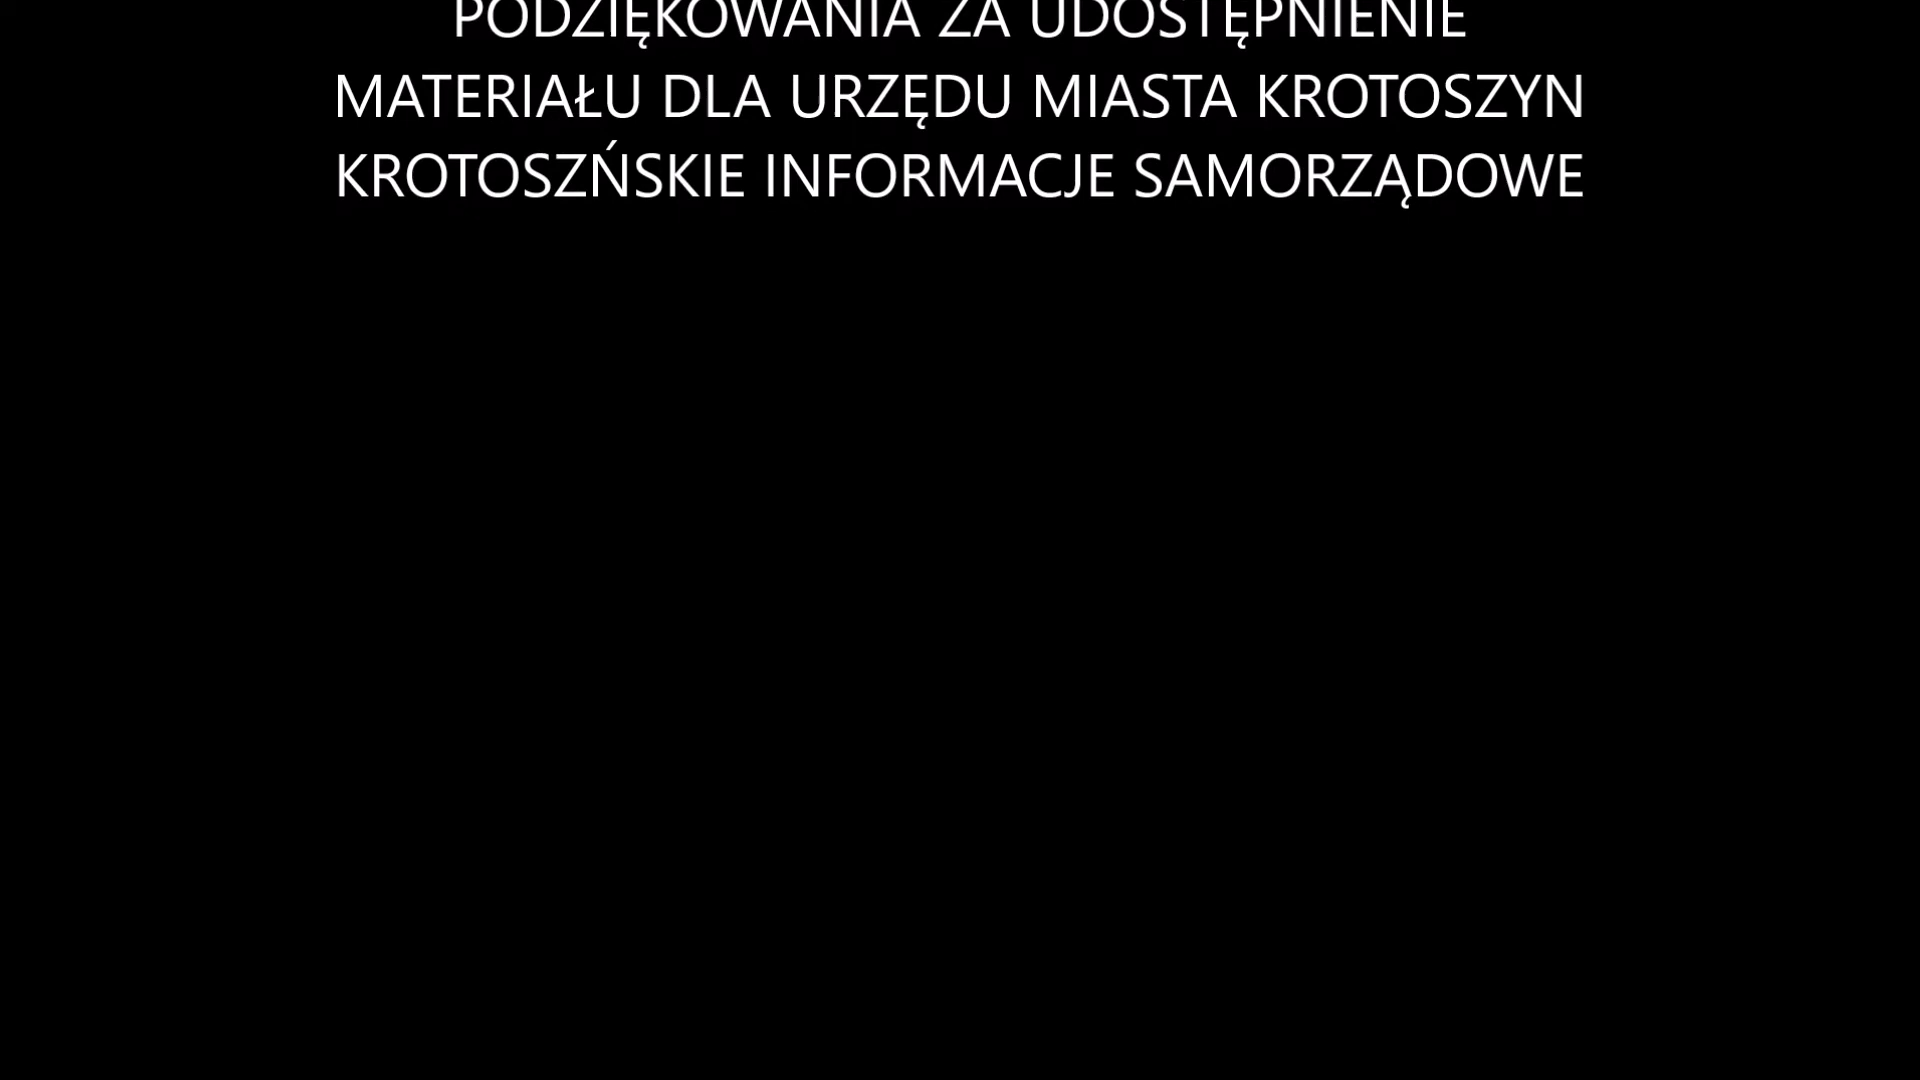 PODZIĘKOWANIA ZA UDOSTĘPNIENIE
MATERIAŁU DLA URZĘDU MIASTA KROTOSZYN
KROTOSZŃSKIE INFORMACJE SAMORZĄDOWE